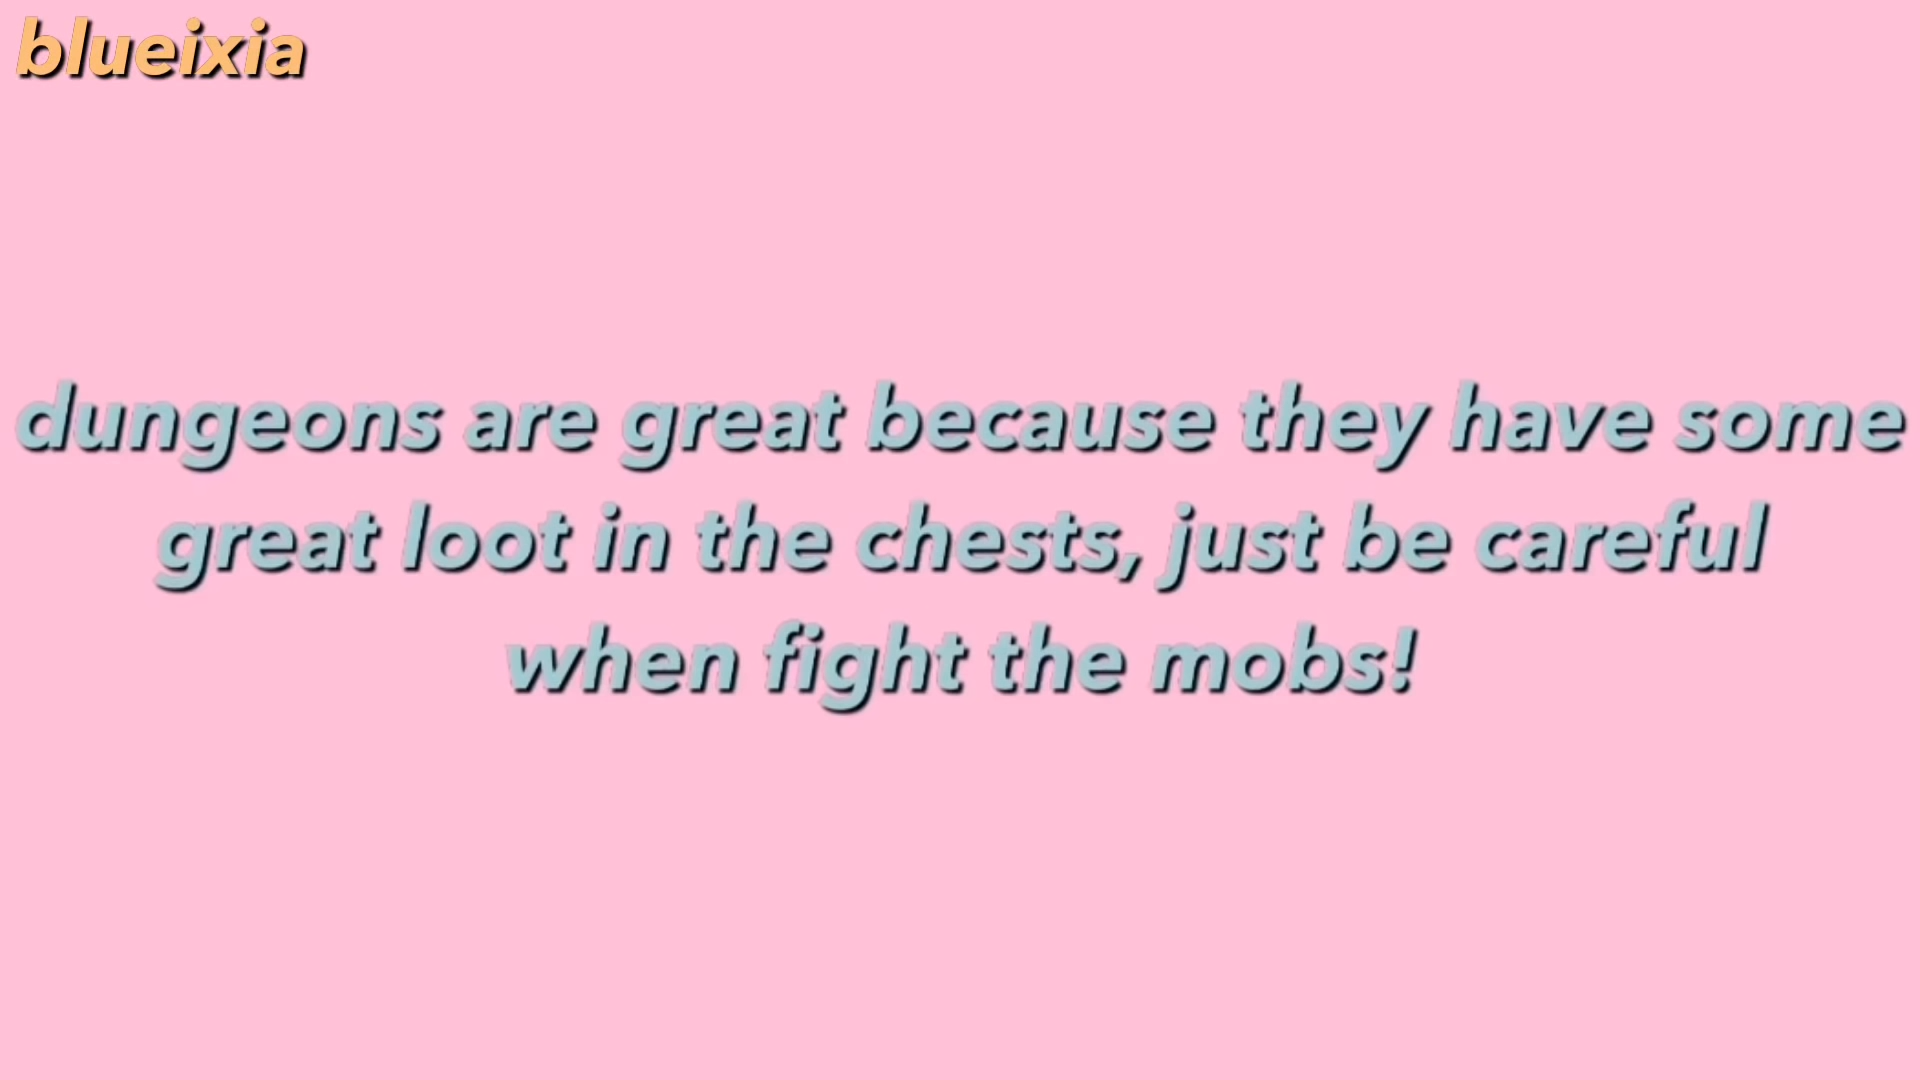 blueixia
dungeons are great because they have some
great loot in the chests, just be careful
when fight the mobs!